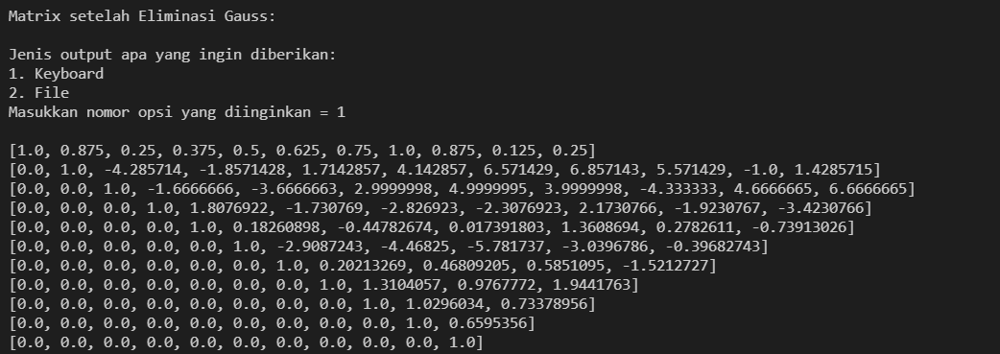 Matrix setelah Eliminasi Gauss:
Jenis output apa yang ingin diberikan:
1. Keyboard
2. File
Masukkan nomor opsi yang diinginkan = 1
[1.0, 0.875, 0.25, 0.375, 0.5, 0.625, 0.75, 1.0, 0.875, 0.125, 0.25]
[0.0, 1.0, -4.285714, -1.8571428, 1.7142857, 4.142857, 6.571429, 6.857143, 5.571429, -1.0, 1.4285715]
[0.0, 0.0, 1.0, -1.6666666, -3.6666663, 2.9999998, 4.9999995, 3.9999998, -4.333333, 4.6666665, 6.6666665]
[0.0, 0.0, 0.0, 1.0, 1.8076922, -1.730769, -2.826923, -2.3076923, 2.1730766, -1.9230767, -3.4230766]
[0.0, 0.0, 0.0, 0.0, 1.0, 0.18260898, -0.44782674, 0.017391803, 1.3608694, 0.2782611, -0.73913026]
[0.0, 0.0, 0.0, 0.0, 0.0, 1.0, -2.9087243, -4.46825, -5.781737, -3.0396786, -0.39682743]
[0.0, 0.0, 0.0, 0.0, 0.0, 0.0, 1.0, 0.20213269, 0.46809205, 0.5851095, -1.5212727]
[0.0, 0.0, 0.0, 0.0, 0.0, 0.0, 0.0, 1.0, 1.3104057, 0.9767772, 1.9441763]
[0.0, 0.0, 0.0, 0.0, 0.0, 0.0, 0.0, 0.0, 1.0, 1.0296034, 0.73378956]
[0.0, 0.0, 0.0, 0.0, 0.0, 0.0, 0.0, 0.0, 0.0, 1.0, 0.6595356]
[0.0, 0.0, 0.0, 0.0, 0.0, 0.0, 0.0, 0.0, 0.0, 0.0, 1.0]